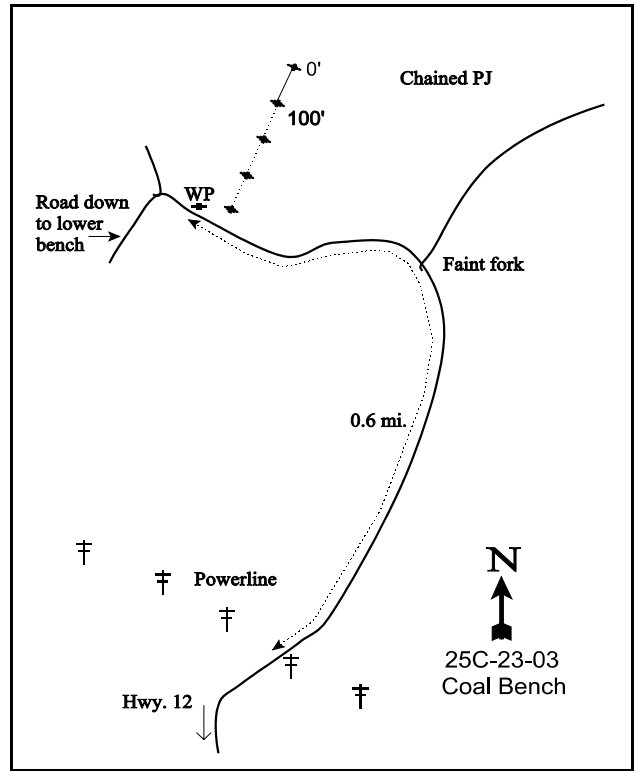 0'
Chained PJ
100'
WP
Road down
to lower
bench
Faint fork
0.6 mi.
Powerline
N
25C-23-03
Coal Bench
Hwy. 12